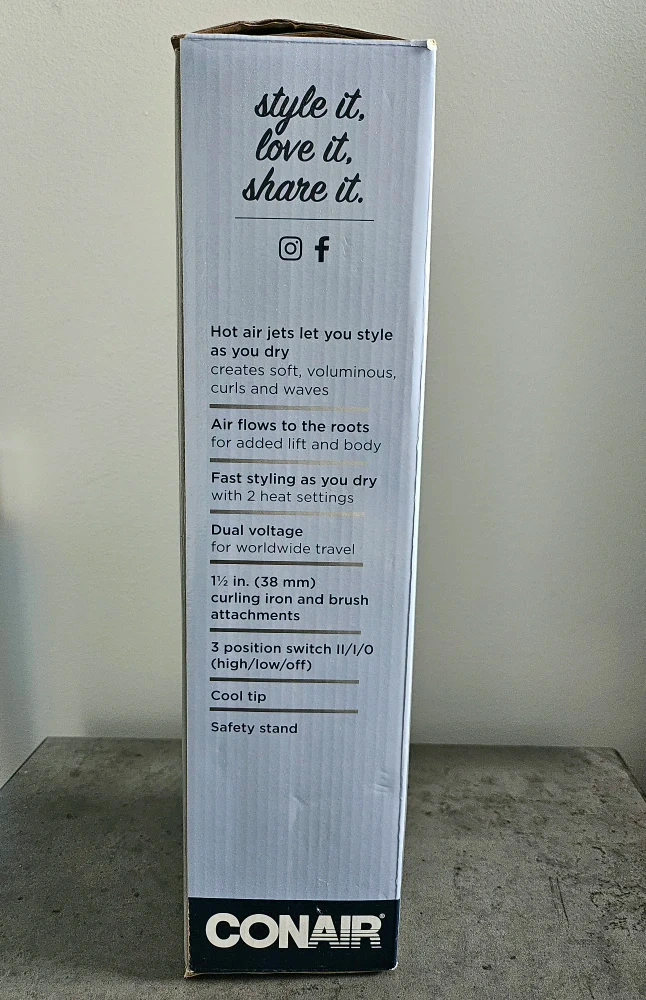 style it,
love it,
share it.
Hot air jets let you style
as you dry
creates soft, voluminous,
curls and waves
Air flows to the roots
for added lift and body
Fast styling as you dry
with 2 heat settings
Dual voltage
for worldwide travel
1½ in. (38 mm)
curling iron and brush
attachments
3 position switch II/I/0
(high/low/off)
Cool tip
Safety stand
CONAIR®